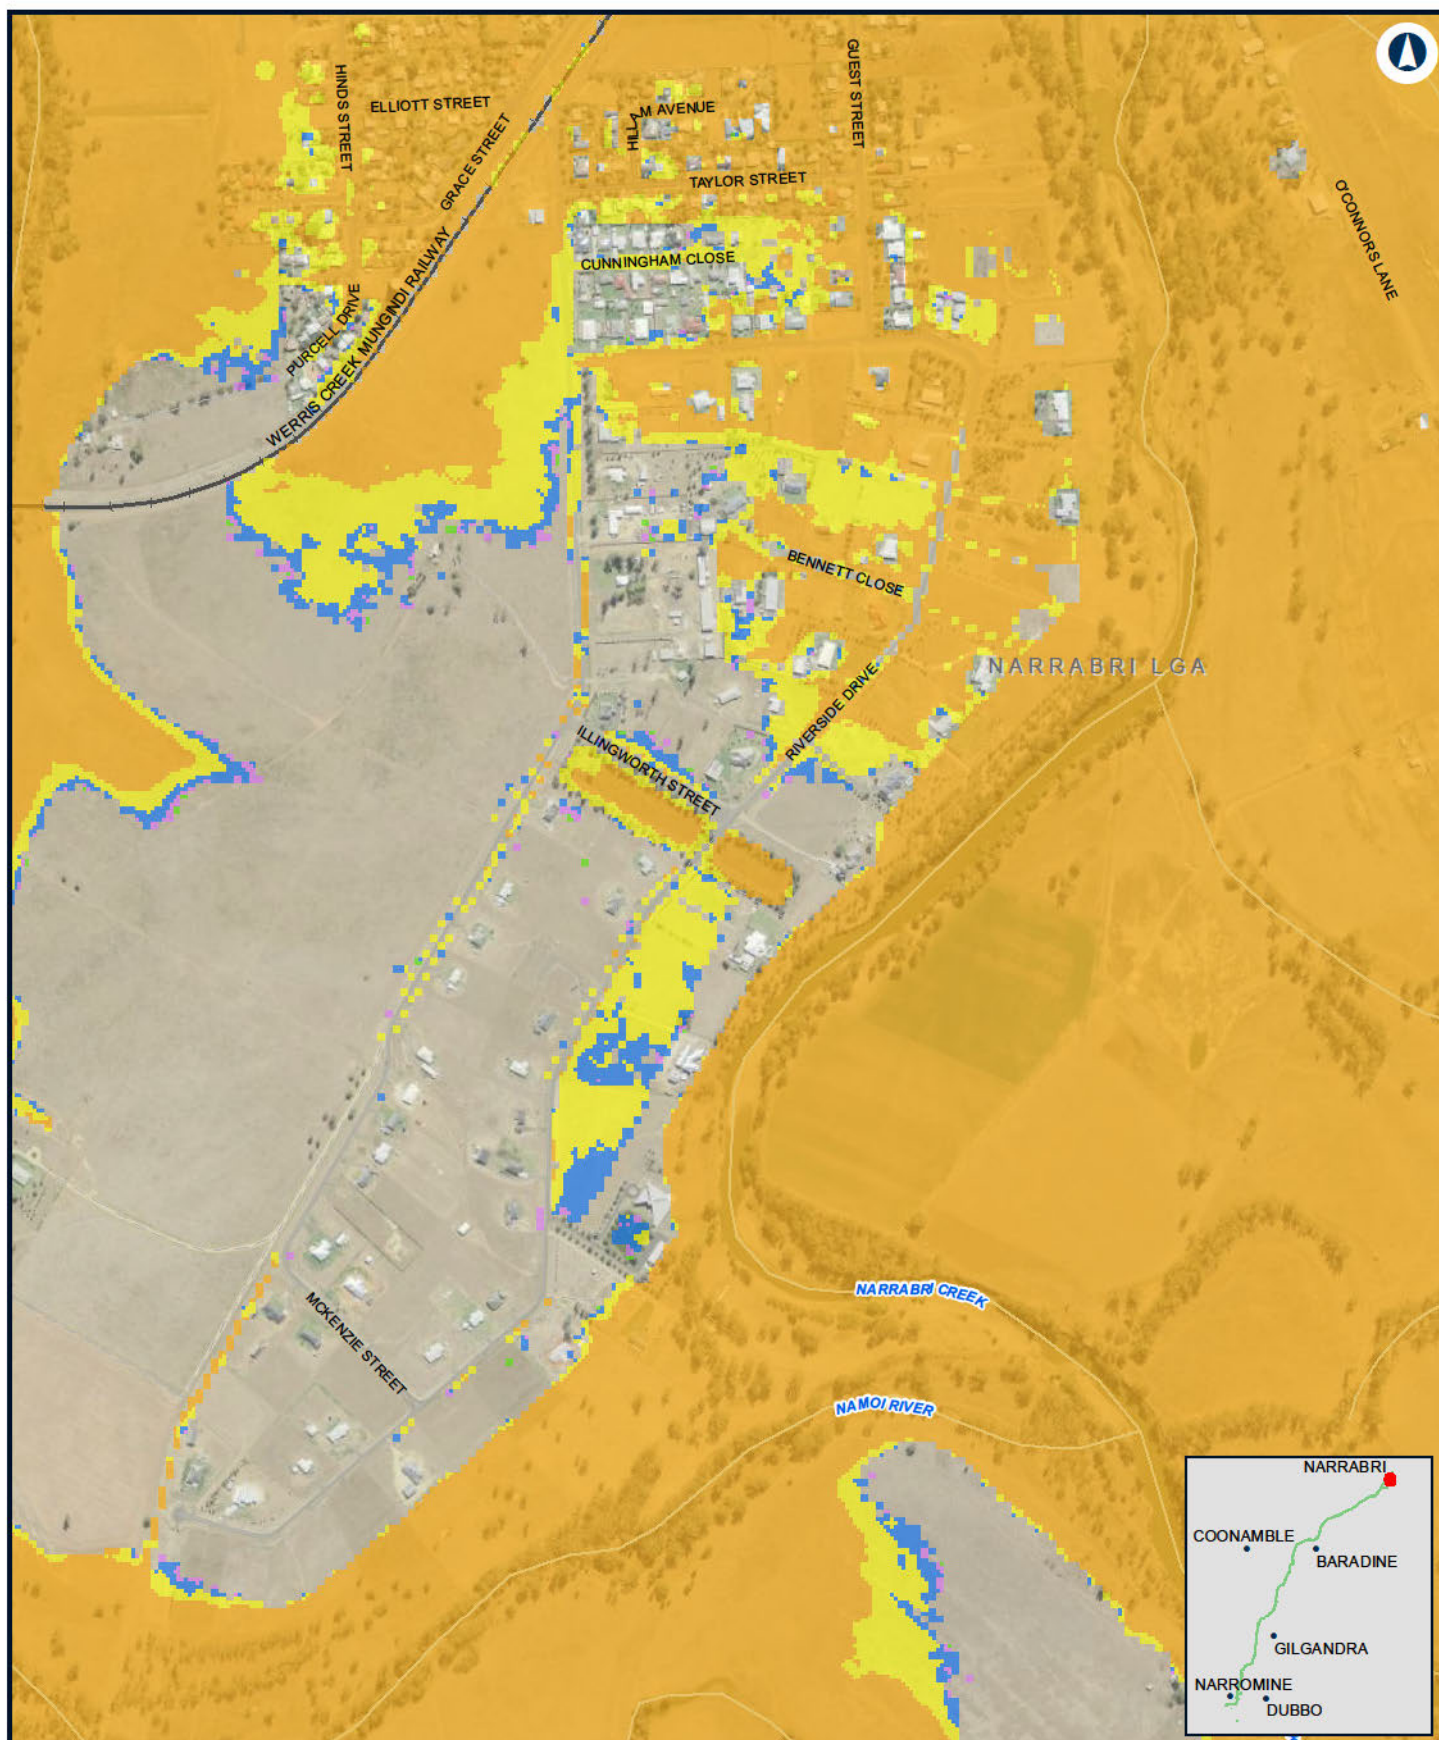 HINDS STREET
ELLIOTT STREET
GRACE STREET
HILL
AM AVENUE
GUEST STREET
TAYLOR STREET
O'CONNORS LANE
CUNNINGHAM CLOSE
PURCELL DRIVE
WERRIS CREEK MUNGINDI RAILWAY
BENNETT CLOSE
NARRABRI LGA
RIVERSIDE DRIVE
ILLINGWORTH STREET
NARRABRI CREEK
MCKENZIE STREET
NAMOI RIVER
NARRABRI
COONAMBLE
BARADINE
GILGANDRA
NARROMINE
DUBBO